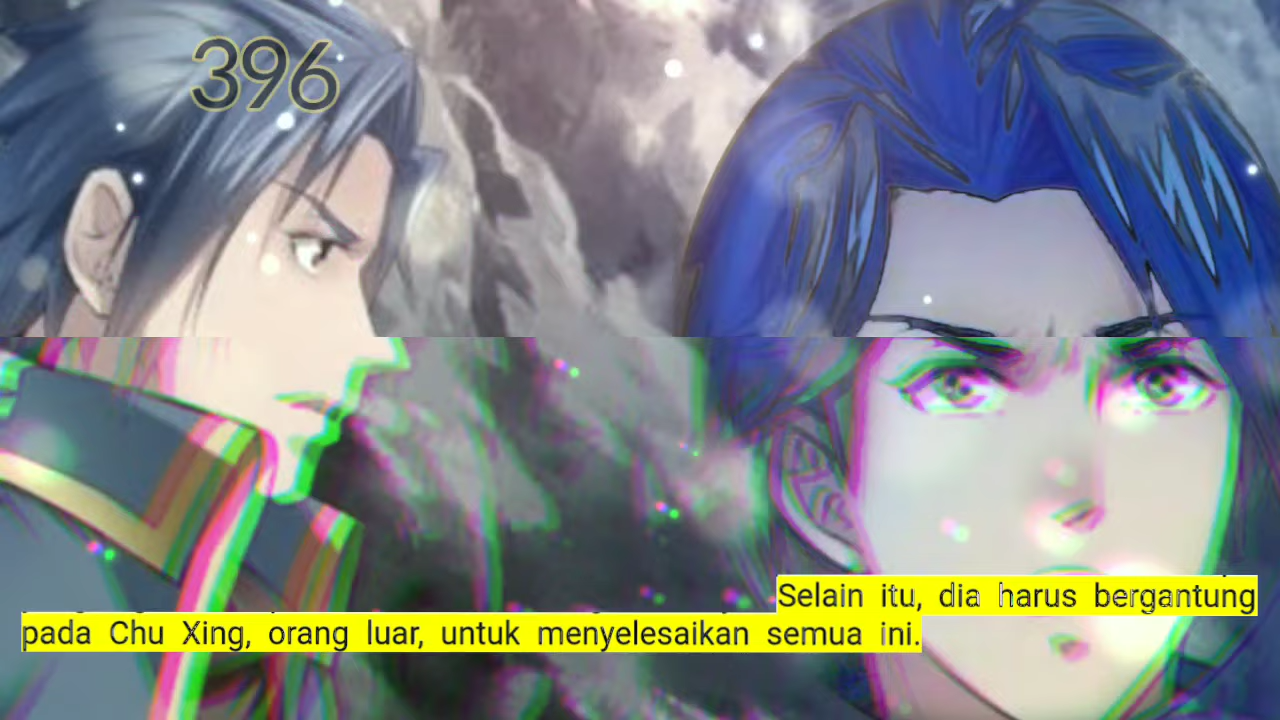 396
Selain itu, dia harus bergantung
pada Chu Xing, orang luar, untuk menyelesaikan semua ini.